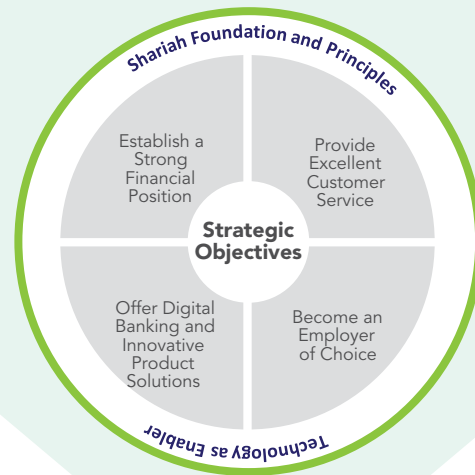 Shariah Foundation and Principles
Establish a
Strong
Financial
Position
Provide
Excellent
Customer
Service
Strategic
Objectives
Offer Digital
Banking and
Innovative
Product
Solutions
Become an
Employer
of Choice
Technology as Enabler